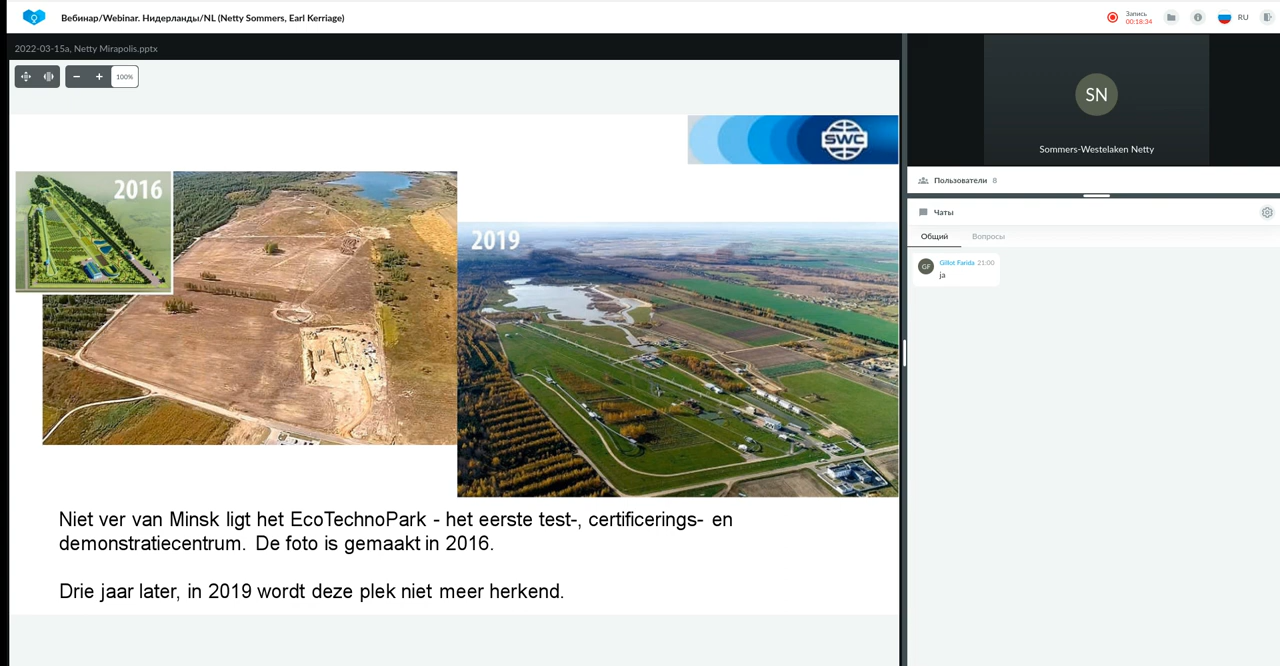 Вебинар/Webinar. Нидерланды/NL (Netty Sommers, Earl Kerriage)
Запись
00:18:34
RU
2022-03-15a, Netty Mirapolis.pptx
100%
SWC
2016
2019
Niet ver van Minsk ligt het EcoTechnoPark - het eerste test-, certificerings- en
demonstratiecentrum. De foto is gemaakt in 2016.
Drie jaar later, in 2019 wordt deze plek niet meer herkend.
SN
Sommers-Westelaken Netty
Пользователи 8
Чаты
Общий Вопросы
GF
Gillot Farida 21:00
ja